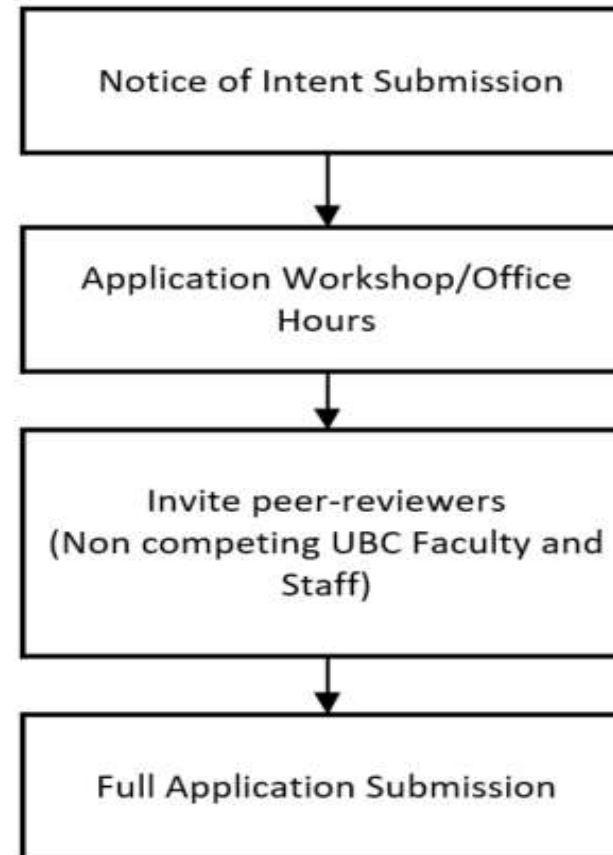 Notice of Intent Submission
Application Workshop/Office
Hours
Invite peer-reviewers
(Non competing UBC Faculty and
Staff)
Full Application Submission